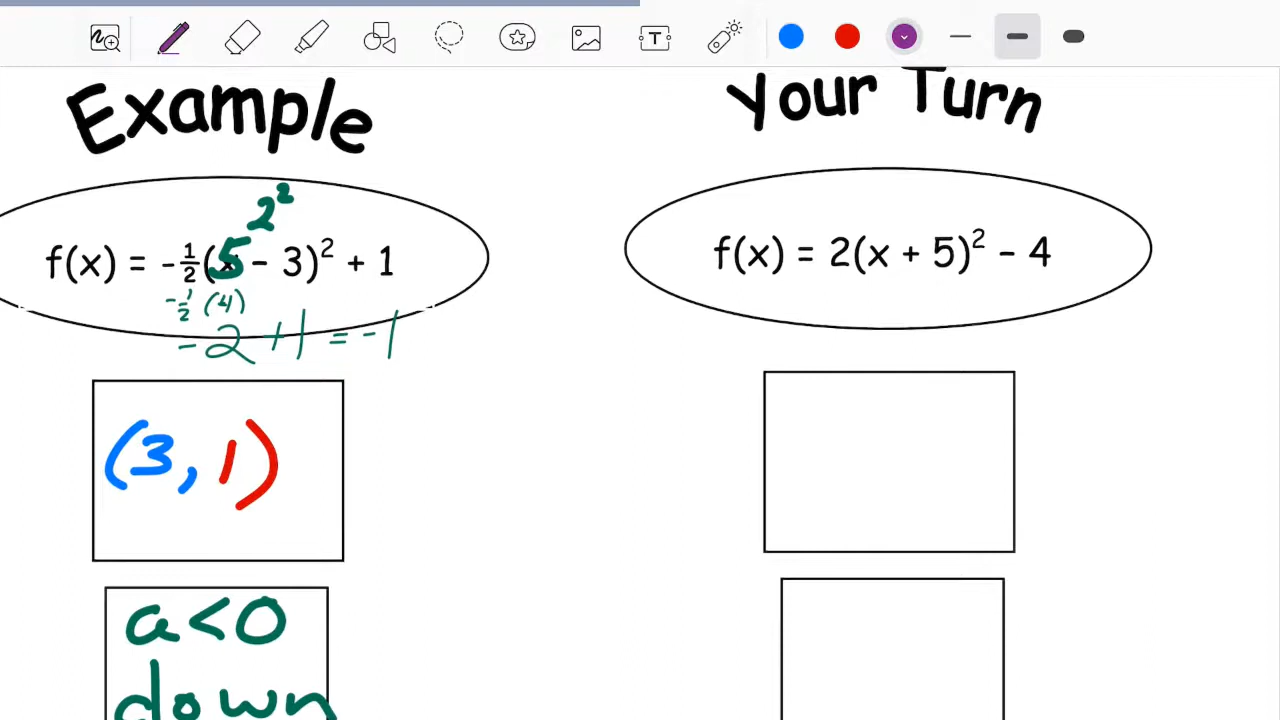 Example
2²
f(x) = -½(x - 3)² + 1
5
-½ (4)
-2 + 1 = -1
(3, 1)
a<0
down
Your Turn
f(x) = 2(x + 5)² - 4
T